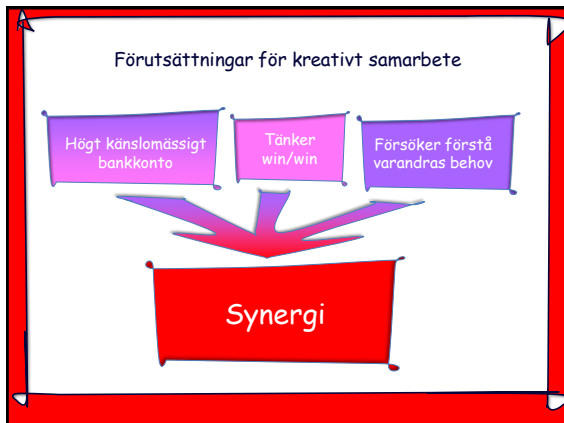 Förutsättningar för kreativt samarbete
Högt känslomässigt
bankkonto
Tänker
win/win
Försöker förstå
varandras behov
Synergi